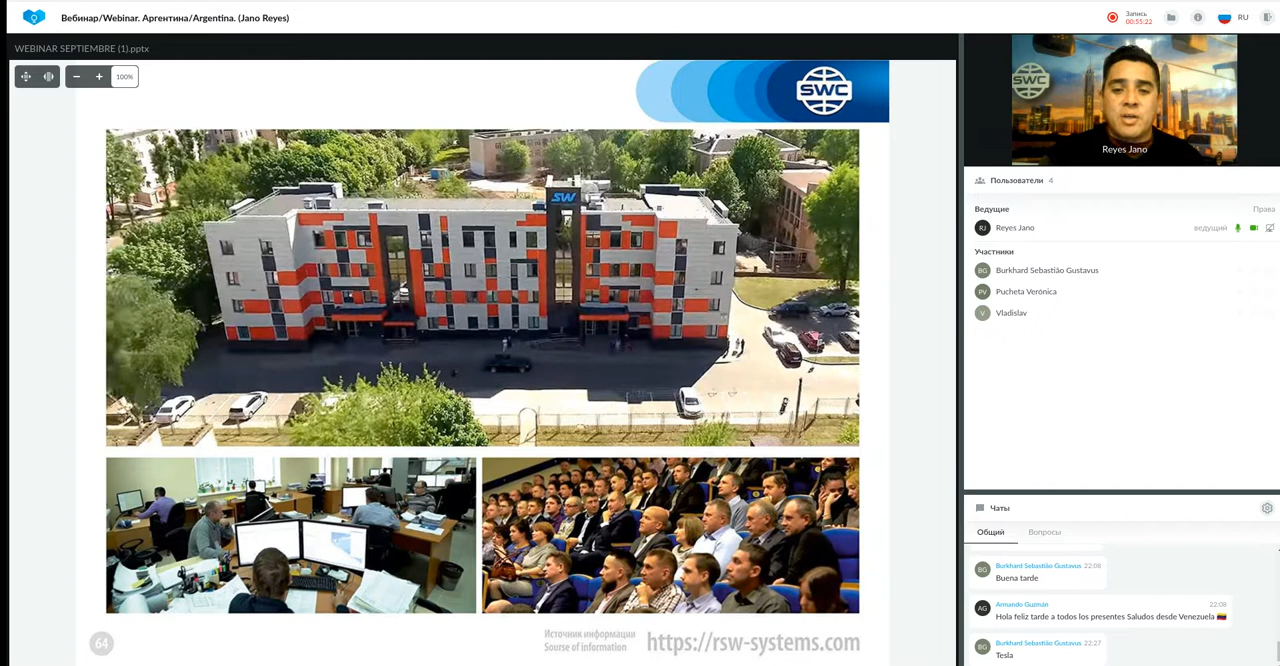 Вебинар/Webinar. Аргентина/Argentina. (Jano Reyes)
Запись
00:55:22
RU
WEBINAR SEPTIEMBRE (1).pptx
100%
SWC
SW
64
Источник информации
Sourse of information
https://rsw-systems.com
SWC
Reyes Jano
Пользователи 4
Ведущие
Права
RJ
Reyes Jano
ведущий
Участники
BG
Burkhard Sebastião Gustavus
PV
Pucheta Verónica
V
Vladislav
Чаты
Общий
Вопросы
BG
Burkhard Sebastião Gustavus 22:08
Buena tarde
AG
Armando Guzmán 22:08
Hola feliz tarde a todos los presentes Saludos desde Venezuela 🇻🇪
BG
Burkhard Sebastião Gustavus 22:27
Tesla